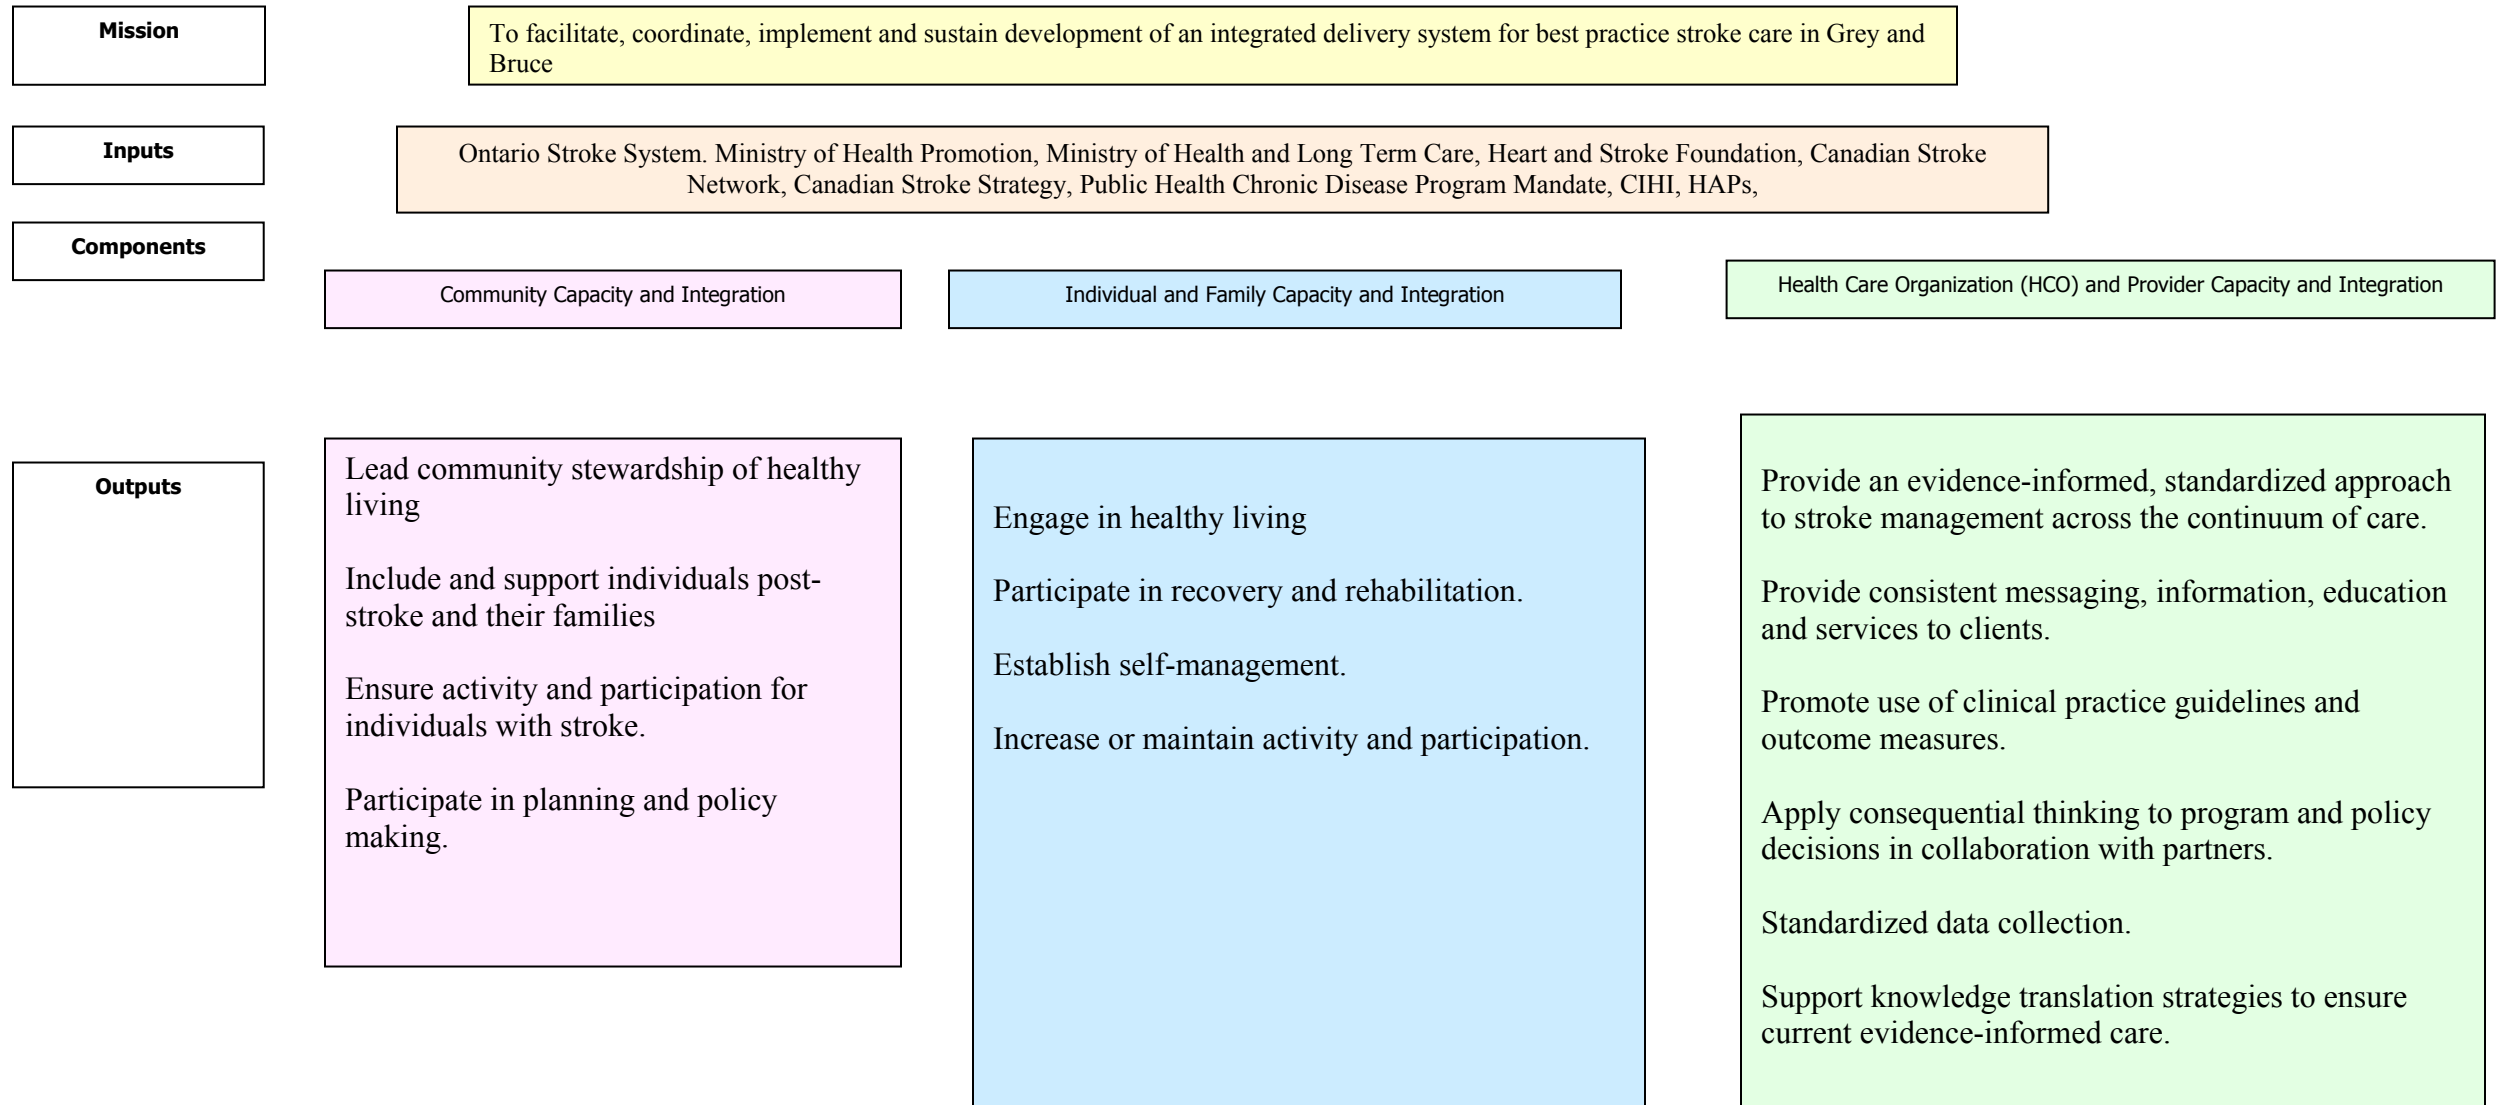 Mission
To facilitate, coordinate, implement and sustain development of an integrated delivery system for best practice stroke care in Grey and
Bruce
Inputs
Ontario Stroke System. Ministry of Health Promotion, Ministry of Health and Long Term Care, Heart and Stroke Foundation, Canadian Stroke
Network, Canadian Stroke Strategy, Public Health Chronic Disease Program Mandate, CIHI, HAPs,
Components
Community Capacity and Integration
Individual and Family Capacity and Integration
Health Care Organization (HCO) and Provider Capacity and Integration
Outputs
Lead community stewardship of healthy
living
Include and support individuals post-
stroke and their families
Ensure activity and participation for
individuals with stroke.
Participate in planning and policy
making.
Engage in healthy living
Participate in recovery and rehabilitation.
Establish self-management.
Increase or maintain activity and participation.
Provide an evidence-informed, standardized approach
to stroke management across the continuum of care.
Provide consistent messaging, information, education
and services to clients.
Promote use of clinical practice guidelines and
outcome measures.
Apply consequential thinking to program and policy
decisions in collaboration with partners.
Standardized data collection.
Support knowledge translation strategies to ensure
current evidence-informed care.